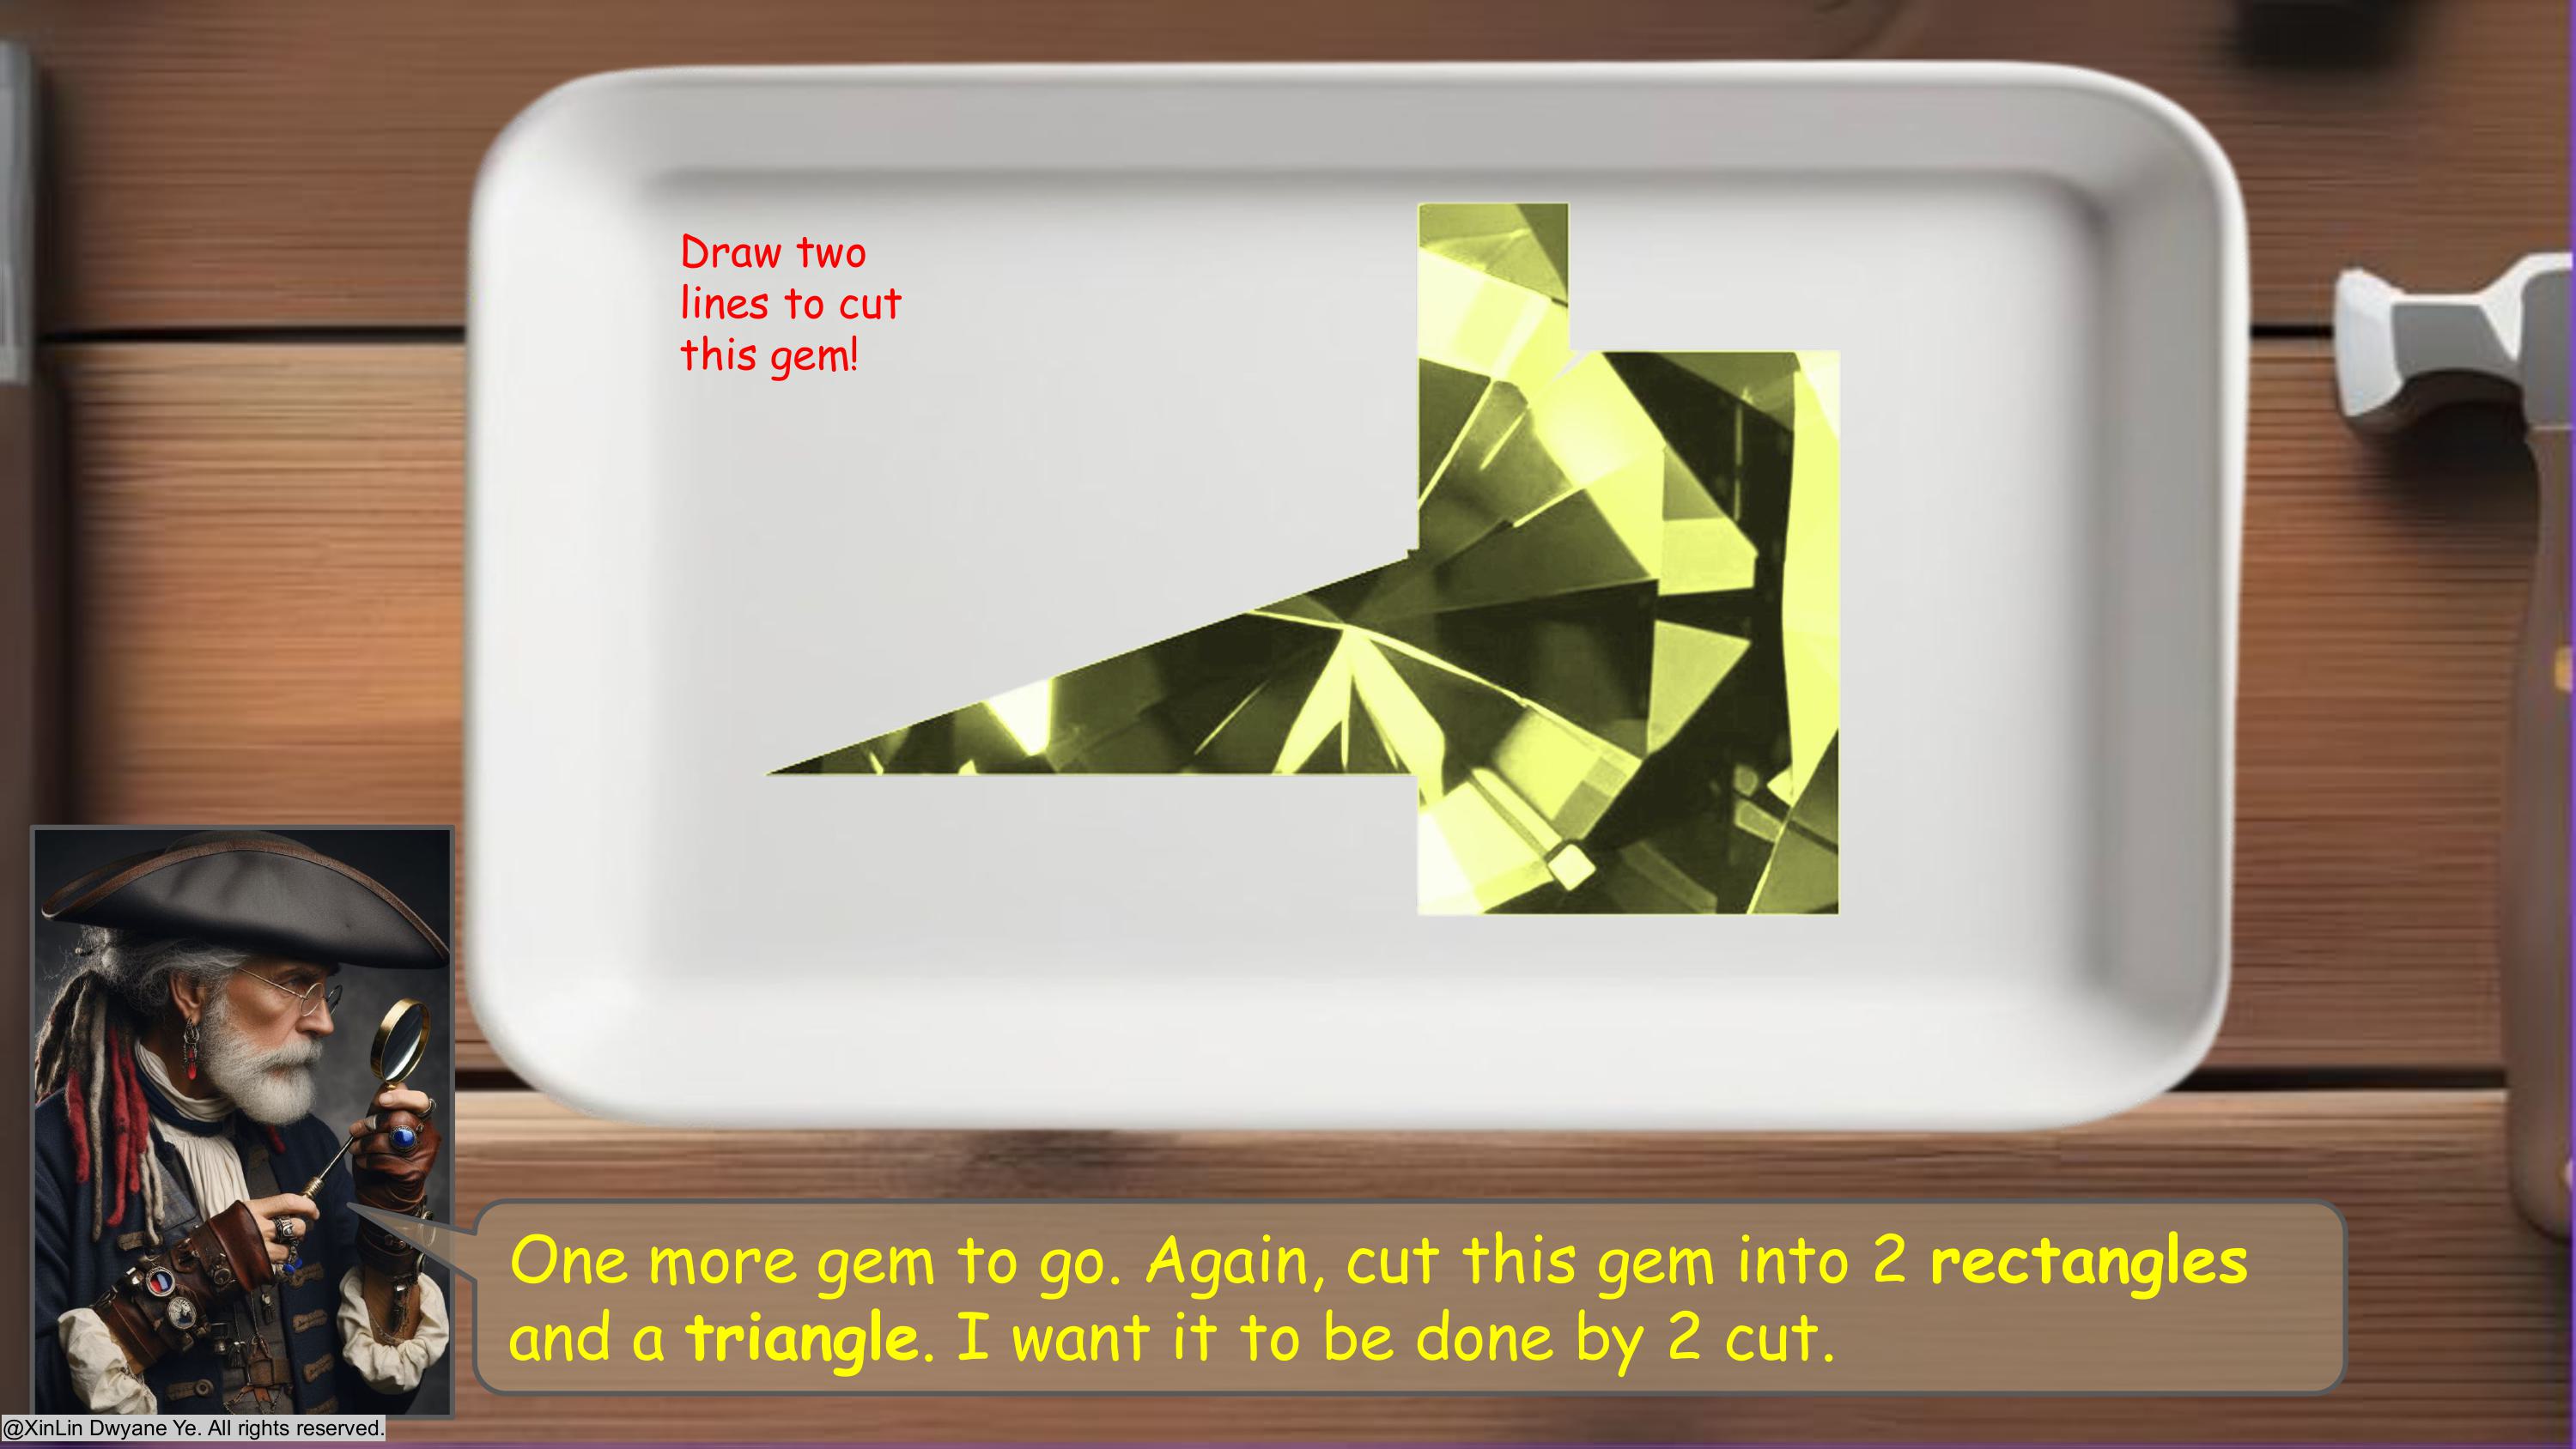 Draw two
lines to cut
this gem!
One more gem to go. Again, cut this gem into 2 rectangles
and a triangle. I want it to be done by 2 cut.
@XinLin Dwyane Ye. All rights reserved.